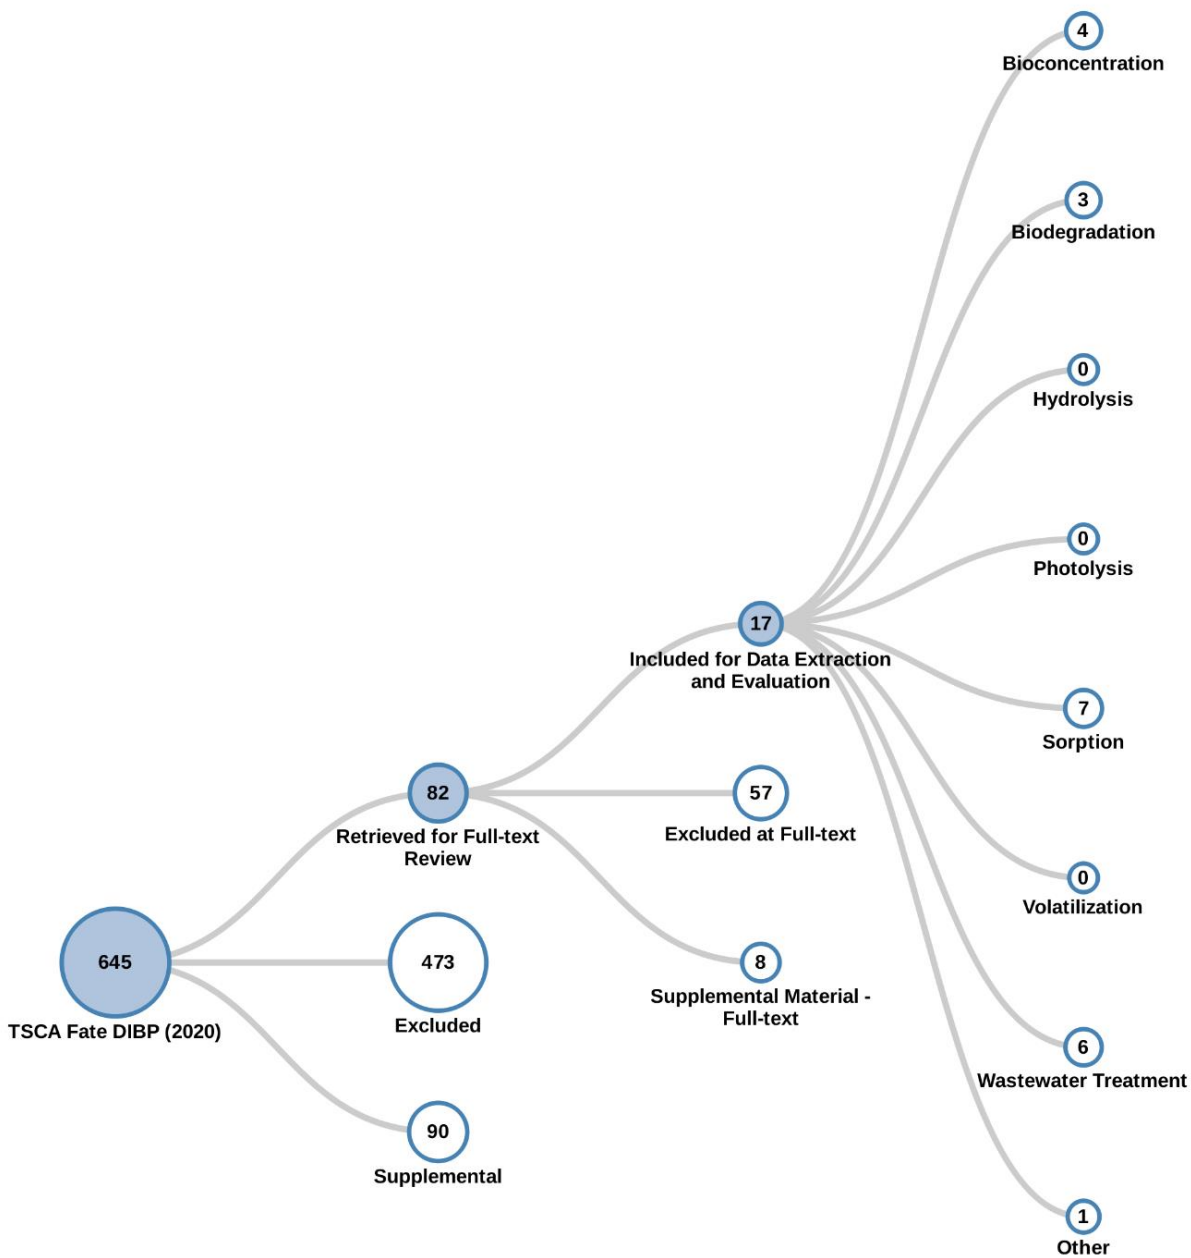 4
Bioconcentration
3
Biodegradation
0
Hydrolysis
0
Photolysis
17
Included for Data Extraction
and Evaluation
7
Sorption
82
Retrieved for Full-text
Review
57
Excluded at Full-text
0
Volatilization
645
TSCA Fate DIBP (2020)
473
Excluded
8
Supplemental Material -
Full-text
6
Wastewater Treatment
90
Supplemental
1
Other